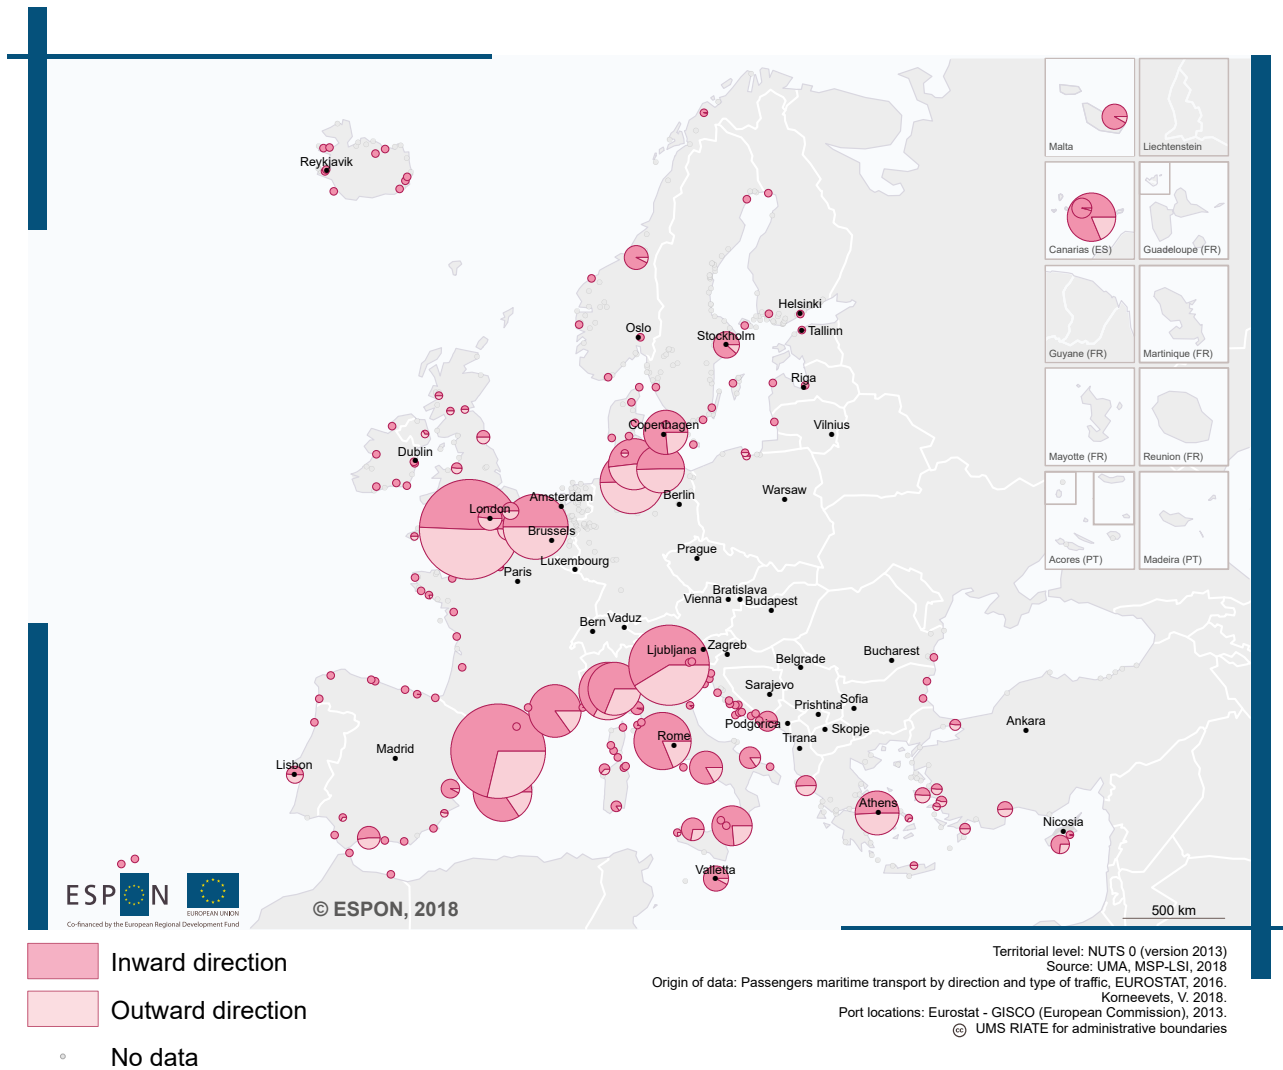 Reykjavik
Helsinki
Oslo
Tallinn
Stockholm
Riga
Copenhagen
Vilnius
Dublin
Warsaw
Amsterdam
Berlin
London
Brussels
Prague
Luxembourg
Paris
Bratislava
Vienna
Budapest
Bern
Vaduz
Ljubljana
Zagreb
Belgrade
Bucharest
Sarajevo
Prishtina
Sofia
Podgorica
Skopje
Ankara
Rome
Tirana
Madrid
Lisbon
Athens
Nicosia
Valletta
Malta
Liechtenstein
Canarias (ES)
Guadeloupe (FR)
Guyane (FR)
Martinique (FR)
Mayotte (FR)
Reunion (FR)
Acores (PT)
Madeira (PT)
ESPON
EUROPEAN UNION
Co-financed by the European Regional Development Fund
© ESPON, 2018
500 km
Inward direction
Outward direction
No data
Territorial level: NUTS 0 (version 2013)
Source: UMA, MSP-LSI, 2018
Origin of data: Passengers maritime transport by direction and type of traffic, EUROSTAT, 2016.
Korneevets, V. 2018.
Port locations: Eurostat - GISCO (European Commission), 2013.
cc UMS RIATE for administrative boundaries